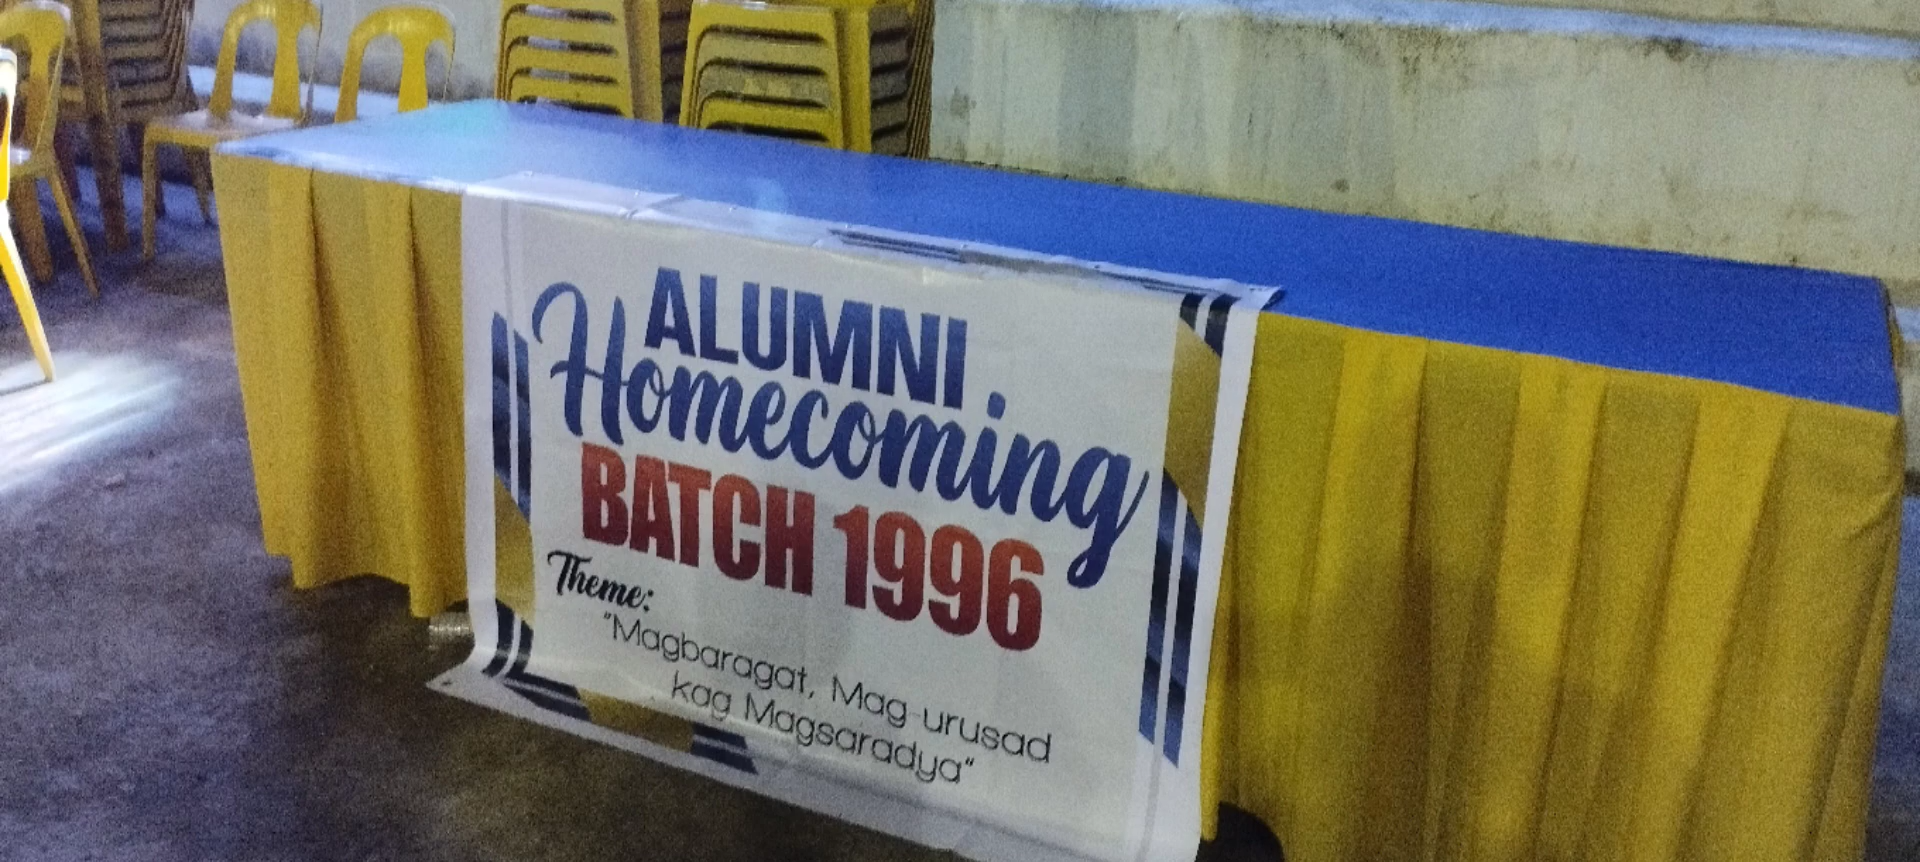 ALUMNI
Homecoming
BATCH 1996
Theme:
"Magbaragat, Mag-urusad
kag Magsaradya"